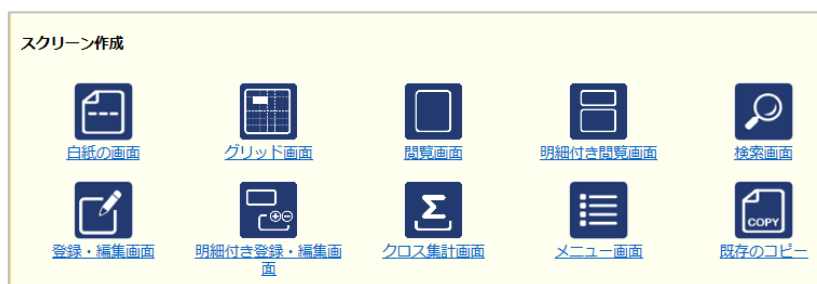 スクリーン作成
白紙の画面
グリッド画面
閲覧画面
明細付き閲覧画面
検索画面
COPY
登録・編集画面
明細付き登録・編集画
面
クロス集計画面
メニュー画面
既存のコピー